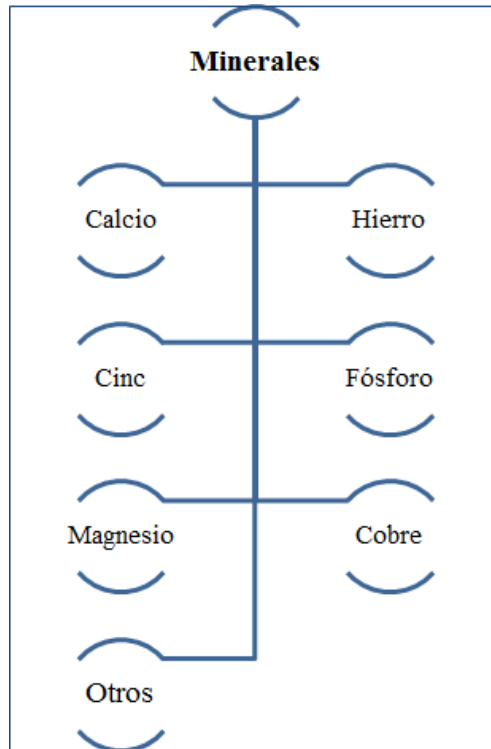 Minerales
Calcio
Hierro
Cinc
Fósforo
Magnesio
Cobre
Otros